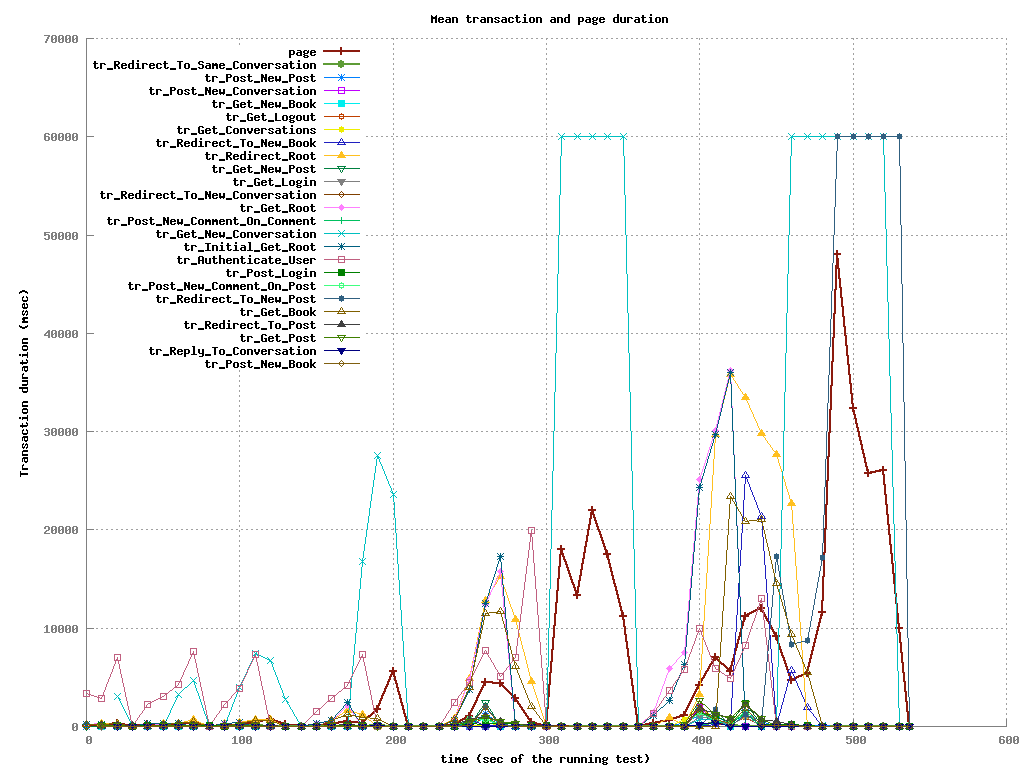 Mean transaction and page duration
70000
60000
50000
40000
30000
20000
10000
0
Transaction duration (msec)
page
tr_Redirect_To_Same_Conversation
tr_Post_New_Post
tr_Post_New_Conversation
tr_Get_New_Book
tr_Get_Logout
tr_Get_Conversations
tr_Redirect_To_New_Book
tr_Redirect_Root
tr_Get_New_Post
tr_Get_Login
tr_Redirect_To_New_Conversation
tr_Get_Root
tr_Post_New_Comment_On_Comment
tr_Get_New_Conversation
tr_Initial_Get_Root
tr_Authenticate_User
tr_Post_Login
tr_Post_New_Comment_On_Post
tr_Redirect_To_New_Post
tr_Get_Book
tr_Redirect_To_Post
tr_Get_Post
tr_Reply_To_Conversation
tr_Post_New_Book
0 100 200 300 400 500 600
time (sec of the running test)